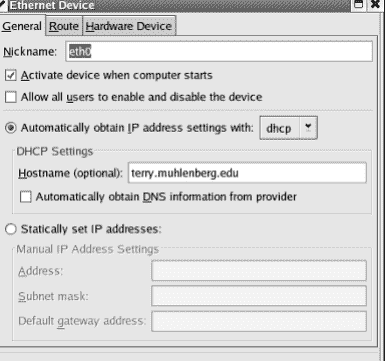 Ethernet Device
General Route Hardware Device
Nickname: eth0
Activate device when computer starts
Allow all users to enable and disable the device
Automatically obtain IP address settings with: dhcp
DHCP Settings
Hostname (optional): terry.muhlenberg.edu
Automatically obtain DNS information from provider
Statically set IP addresses:
Manual IP Address Settings
Address:
Subnet mask:
Default gateway address: